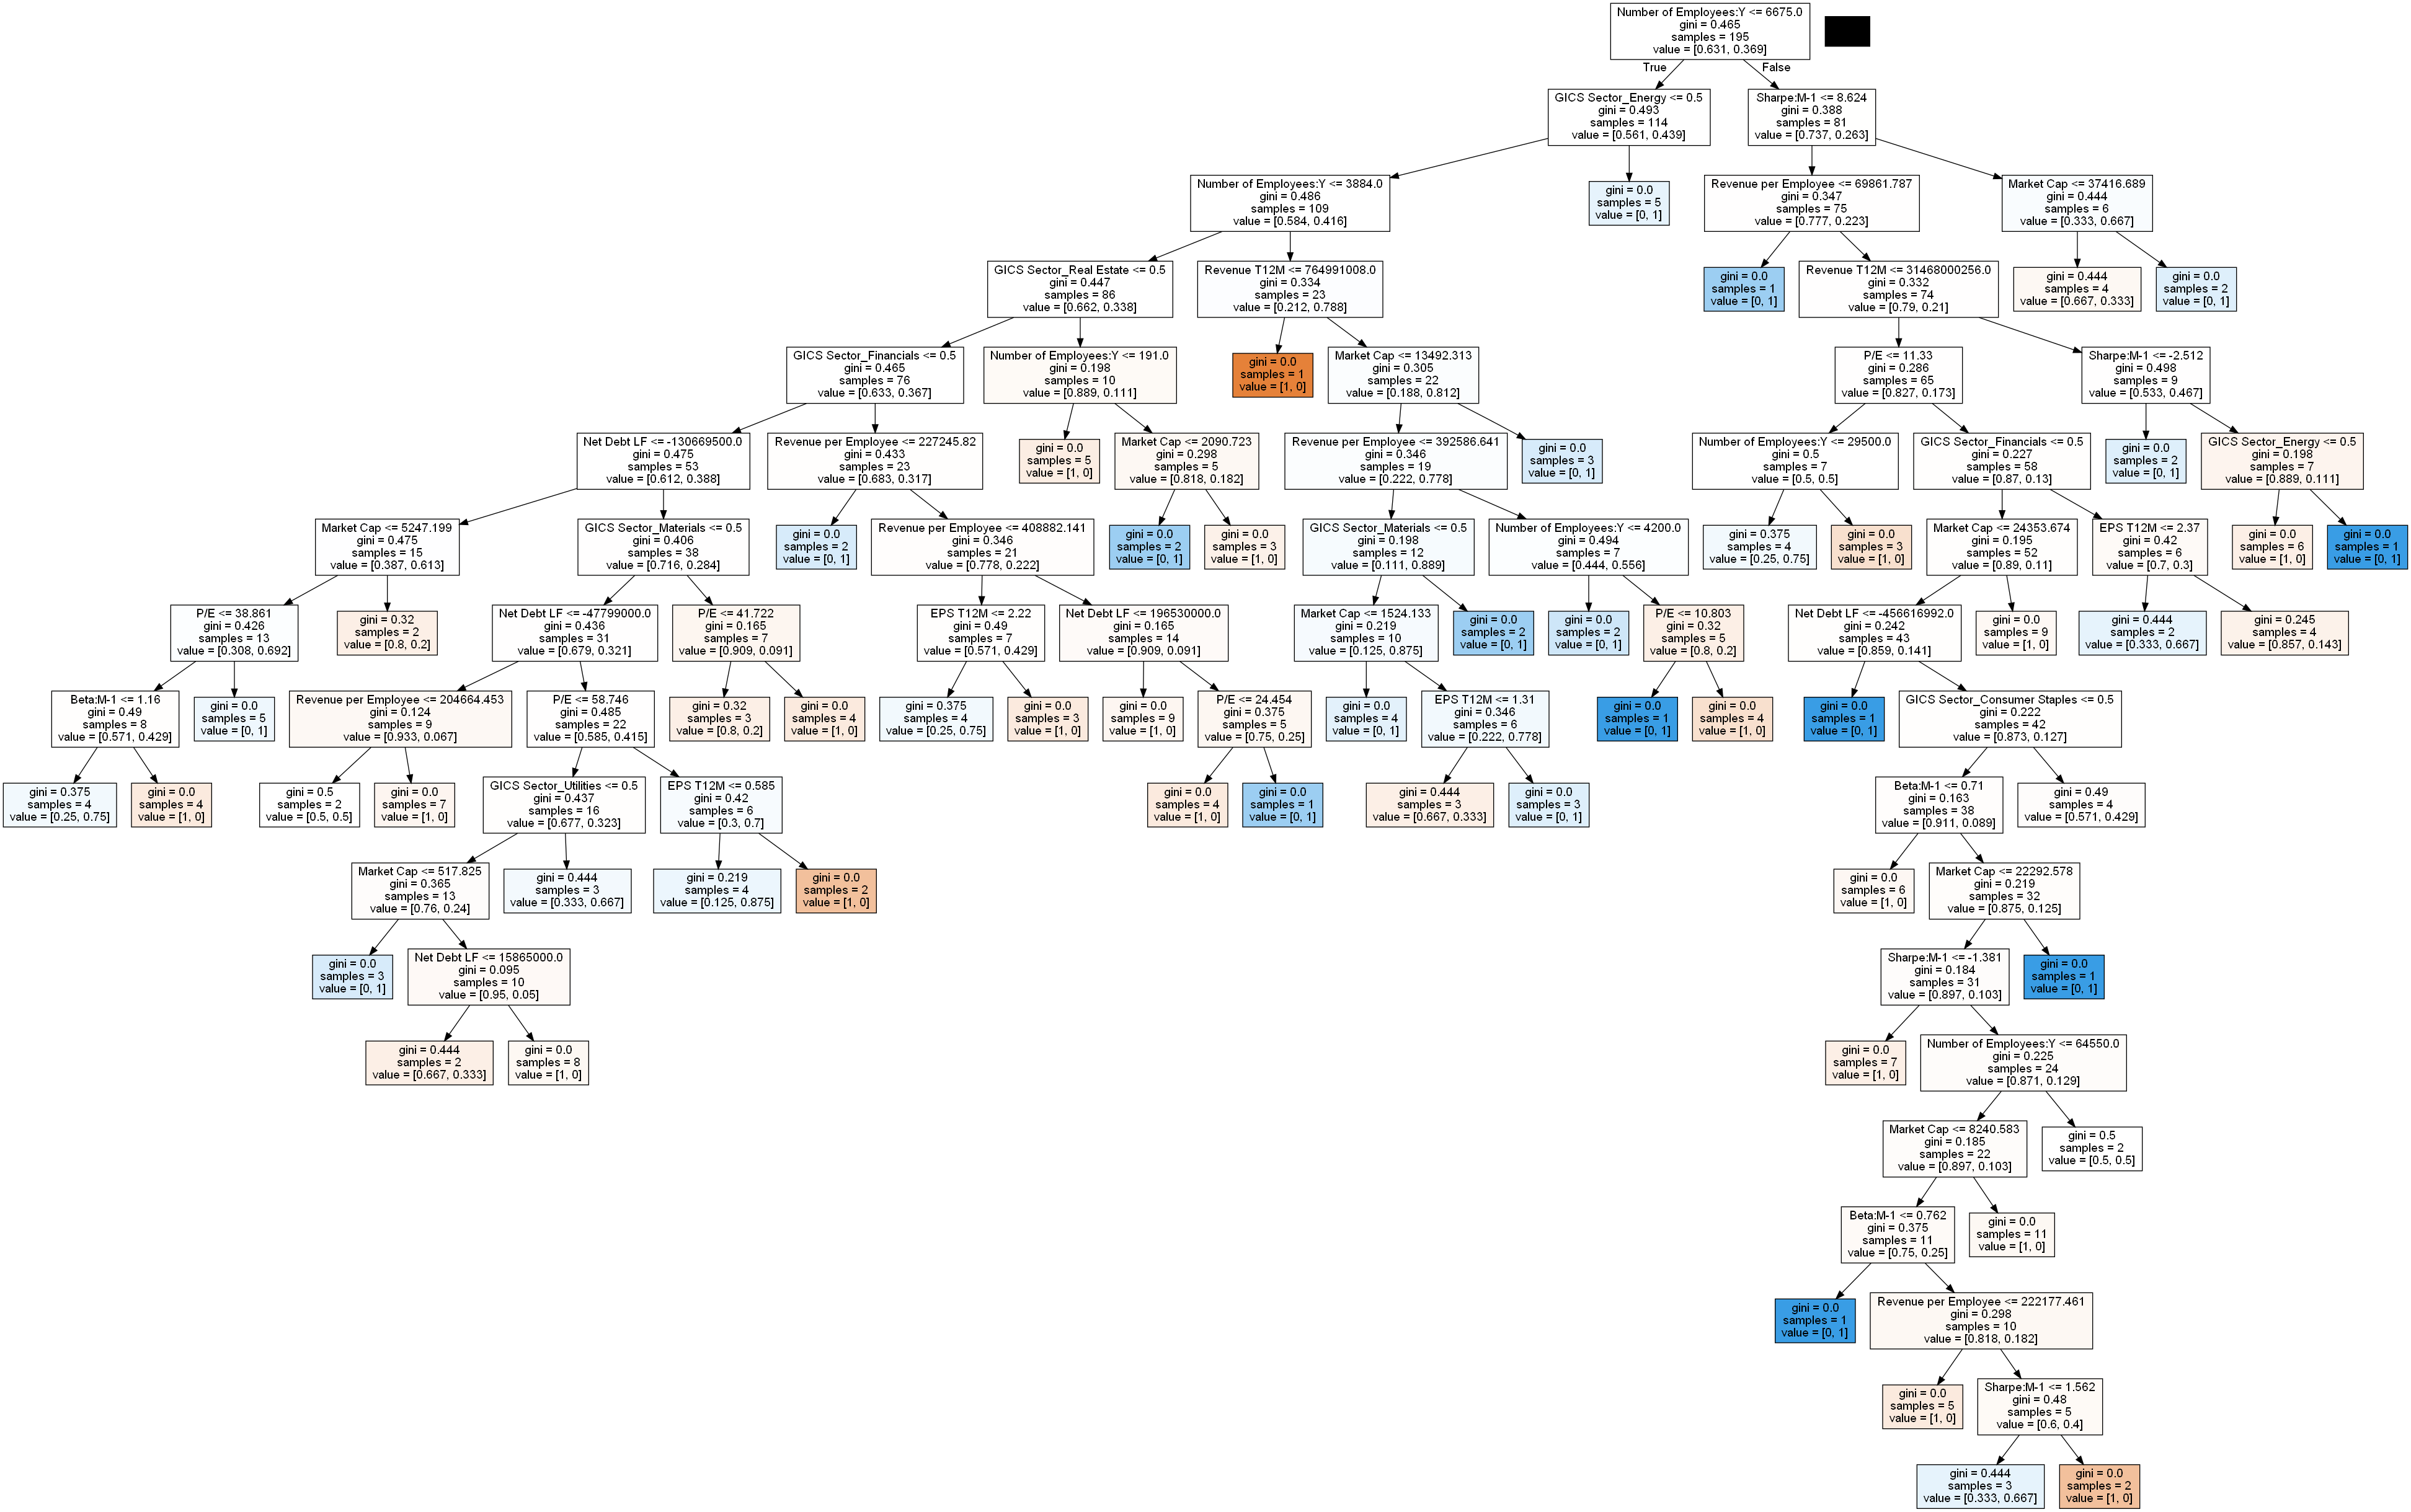 Number of Employees:Y <= 6675.0
gini = 0.465
samples = 195
value = [0.631, 0.369]
True
False
GICS Sector_Energy <= 0.5
gini = 0.493
samples = 114
value = [0.561, 0.439]
Sharpe:M-1 <= 8.624
gini = 0.388
samples = 81
value = [0.737, 0.263]
Number of Employees:Y <= 3884.0
gini = 0.486
samples = 109
value = [0.584, 0.416]
gini = 0.0
samples = 5
value = [0, 1]
Revenue per Employee <= 69861.787
gini = 0.347
samples = 75
value = [0.777, 0.223]
Market Cap <= 37416.689
gini = 0.444
samples = 6
value = [0.333, 0.667]
GICS Sector_Real Estate <= 0.5
gini = 0.447
samples = 86
value = [0.662, 0.338]
Revenue T12M <= 764991008.0
gini = 0.334
samples = 23
value = [0.212, 0.788]
gini = 0.0
samples = 1
value = [0, 1]
Revenue T12M <= 31468000256.0
gini = 0.332
samples = 74
value = [0.79, 0.21]
gini = 0.444
samples = 4
value = [0.667, 0.333]
gini = 0.0
samples = 2
value = [0, 1]
GICS Sector_Financials <= 0.5
gini = 0.465
samples = 76
value = [0.633, 0.367]
Number of Employees:Y <= 191.0
gini = 0.198
samples = 10
value = [0.889, 0.111]
gini = 0.0
samples = 1
value = [1, 0]
Market Cap <= 13492.313
gini = 0.305
samples = 22
value = [0.188, 0.812]
P/E <= 11.33
gini = 0.286
samples = 65
value = [0.827, 0.173]
Sharpe:M-1 <= -2.512
gini = 0.498
samples = 9
value = [0.533, 0.467]
Net Debt LF <= -130669500.0
gini = 0.475
samples = 53
value = [0.612, 0.388]
Revenue per Employee <= 227245.82
gini = 0.433
samples = 23
value = [0.683, 0.317]
gini = 0.0
samples = 5
value = [1, 0]
Market Cap <= 2090.723
gini = 0.298
samples = 5
value = [0.818, 0.182]
Revenue per Employee <= 392586.641
gini = 0.346
samples = 19
value = [0.222, 0.778]
gini = 0.0
samples = 3
value = [0, 1]
Number of Employees:Y <= 29500.0
gini = 0.5
samples = 7
value = [0.5, 0.5]
GICS Sector_Financials <= 0.5
gini = 0.227
samples = 58
value = [0.87, 0.13]
gini = 0.0
samples = 2
value = [0, 1]
GICS Sector_Energy <= 0.5
gini = 0.198
samples = 7
value = [0.889, 0.111]
Market Cap <= 5247.199
gini = 0.475
samples = 15
value = [0.387, 0.613]
GICS Sector_Materials <= 0.5
gini = 0.406
samples = 38
value = [0.716, 0.284]
gini = 0.0
samples = 2
value = [0, 1]
Revenue per Employee <= 408882.141
gini = 0.346
samples = 21
value = [0.778, 0.222]
gini = 0.0
samples = 2
value = [0, 1]
gini = 0.0
samples = 3
value = [1, 0]
GICS Sector_Materials <= 0.5
gini = 0.198
samples = 12
value = [0.111, 0.889]
Number of Employees:Y <= 4200.0
gini = 0.494
samples = 7
value = [0.444, 0.556]
gini = 0.375
samples = 4
value = [0.25, 0.75]
gini = 0.0
samples = 3
value = [1, 0]
Market Cap <= 24353.674
gini = 0.195
samples = 52
value = [0.89, 0.11]
EPS T12M <= 2.37
gini = 0.42
samples = 6
value = [0.7, 0.3]
gini = 0.0
samples = 6
value = [1, 0]
gini = 0.0
samples = 1
value = [0, 1]
P/E <= 38.861
gini = 0.426
samples = 13
value = [0.308, 0.692]
gini = 0.32
samples = 2
value = [0.8, 0.2]
Net Debt LF <= -47799000.0
gini = 0.436
samples = 31
value = [0.679, 0.321]
P/E <= 41.722
gini = 0.165
samples = 7
value = [0.909, 0.091]
EPS T12M <= 2.22
gini = 0.49
samples = 7
value = [0.571, 0.429]
Net Debt LF <= 196530000.0
gini = 0.165
samples = 14
value = [0.909, 0.091]
Market Cap <= 1524.133
gini = 0.219
samples = 10
value = [0.125, 0.875]
gini = 0.0
samples = 2
value = [0, 1]
gini = 0.0
samples = 2
value = [0, 1]
P/E <= 10.803
gini = 0.32
samples = 5
value = [0.8, 0.2]
Net Debt LF <= -456616992.0
gini = 0.242
samples = 43
value = [0.859, 0.141]
gini = 0.0
samples = 9
value = [1, 0]
gini = 0.444
samples = 2
value = [0.333, 0.667]
gini = 0.245
samples = 4
value = [0.857, 0.143]
Beta:M-1 <= 1.16
gini = 0.49
samples = 8
value = [0.571, 0.429]
gini = 0.0
samples = 5
value = [0, 1]
Revenue per Employee <= 204664.453
gini = 0.124
samples = 9
value = [0.933, 0.067]
P/E <= 58.746
gini = 0.485
samples = 22
value = [0.585, 0.415]
gini = 0.32
samples = 3
value = [0.8, 0.2]
gini = 0.0
samples = 4
value = [1, 0]
gini = 0.375
samples = 4
value = [0.25, 0.75]
gini = 0.0
samples = 3
value = [1, 0]
gini = 0.0
samples = 9
value = [1, 0]
P/E <= 24.454
gini = 0.375
samples = 5
value = [0.75, 0.25]
gini = 0.0
samples = 4
value = [0, 1]
EPS T12M <= 1.31
gini = 0.346
samples = 6
value = [0.222, 0.778]
gini = 0.0
samples = 1
value = [0, 1]
gini = 0.0
samples = 4
value = [1, 0]
gini = 0.0
samples = 1
value = [0, 1]
GICS Sector_Consumer Staples <= 0.5
gini = 0.222
samples = 42
value = [0.873, 0.127]
gini = 0.375
samples = 4
value = [0.25, 0.75]
gini = 0.0
samples = 4
value = [1, 0]
gini = 0.5
samples = 2
value = [0.5, 0.5]
gini = 0.0
samples = 7
value = [1, 0]
GICS Sector_Utilities <= 0.5
gini = 0.437
samples = 16
value = [0.677, 0.323]
EPS T12M <= 0.585
gini = 0.42
samples = 6
value = [0.3, 0.7]
gini = 0.0
samples = 4
value = [1, 0]
gini = 0.0
samples = 1
value = [0, 1]
gini = 0.444
samples = 3
value = [0.667, 0.333]
gini = 0.0
samples = 3
value = [0, 1]
Beta:M-1 <= 0.71
gini = 0.163
samples = 38
value = [0.911, 0.089]
gini = 0.49
samples = 4
value = [0.571, 0.429]
Market Cap <= 517.825
gini = 0.365
samples = 13
value = [0.76, 0.24]
gini = 0.444
samples = 3
value = [0.333, 0.667]
gini = 0.219
samples = 4
value = [0.125, 0.875]
gini = 0.0
samples = 2
value = [1, 0]
gini = 0.0
samples = 6
value = [1, 0]
Market Cap <= 22292.578
gini = 0.219
samples = 32
value = [0.875, 0.125]
gini = 0.0
samples = 3
value = [0, 1]
Net Debt LF <= 15865000.0
gini = 0.095
samples = 10
value = [0.95, 0.05]
Sharpe:M-1 <= -1.381
gini = 0.184
samples = 31
value = [0.897, 0.103]
gini = 0.0
samples = 1
value = [0, 1]
gini = 0.444
samples = 2
value = [0.667, 0.333]
gini = 0.0
samples = 8
value = [1, 0]
gini = 0.0
samples = 7
value = [1, 0]
Number of Employees:Y <= 64550.0
gini = 0.225
samples = 24
value = [0.871, 0.129]
Market Cap <= 8240.583
gini = 0.185
samples = 22
value = [0.897, 0.103]
gini = 0.5
samples = 2
value = [0.5, 0.5]
Beta:M-1 <= 0.762
gini = 0.375
samples = 11
value = [0.75, 0.25]
gini = 0.0
samples = 11
value = [1, 0]
gini = 0.0
samples = 1
value = [0, 1]
Revenue per Employee <= 222177.461
gini = 0.298
samples = 10
value = [0.818, 0.182]
gini = 0.0
samples = 5
value = [1, 0]
Sharpe:M-1 <= 1.562
gini = 0.48
samples = 5
value = [0.6, 0.4]
gini = 0.444
samples = 3
value = [0.333, 0.667]
gini = 0.0
samples = 2
value = [1, 0]